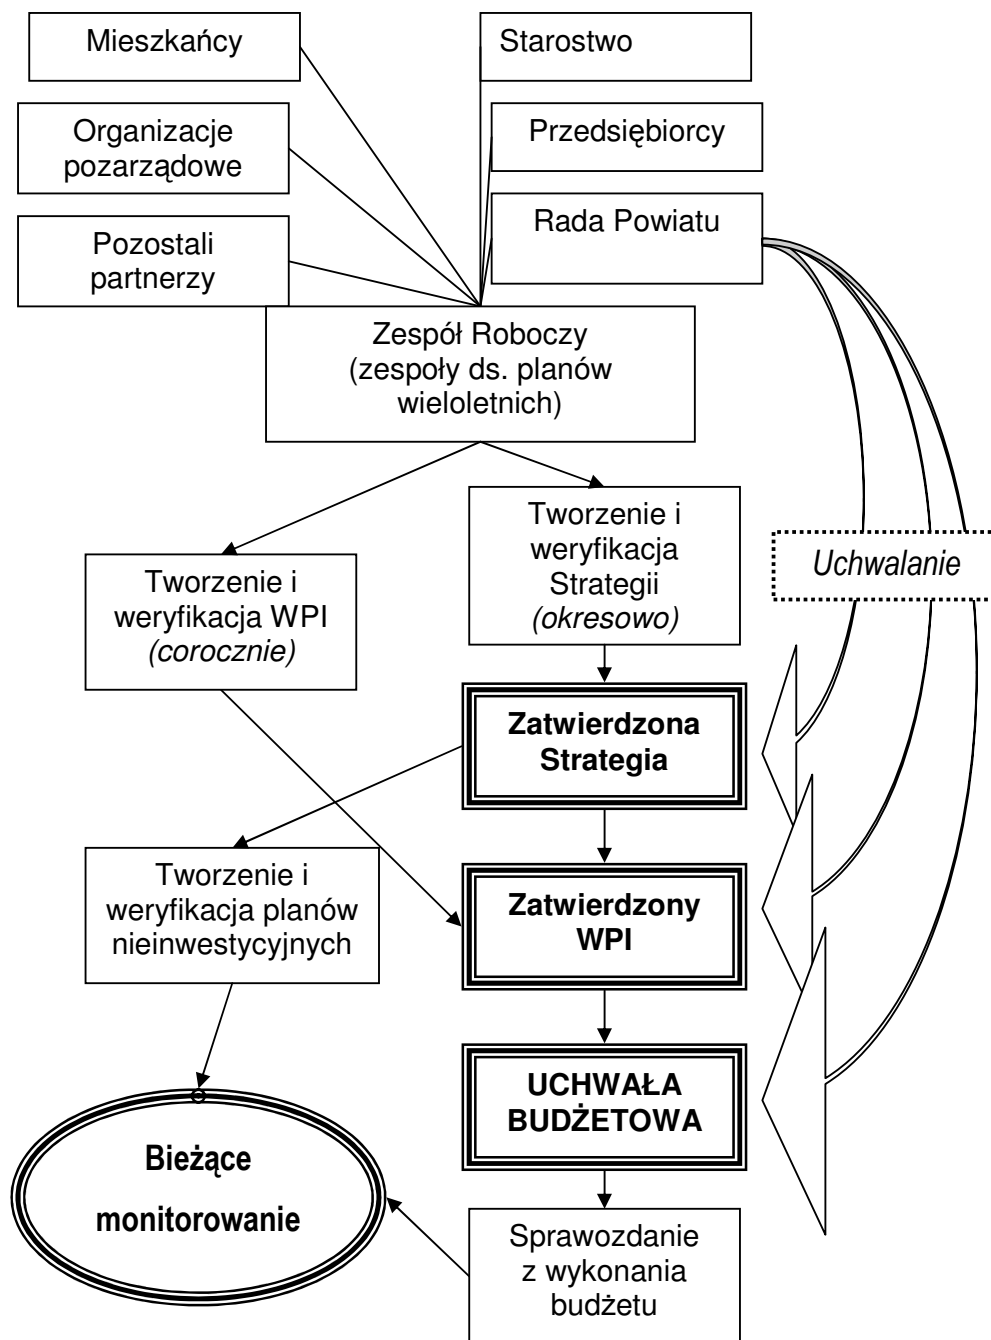 Mieszkańcy
Starostwo
Organizacje
pozarządowe
Przedsiębiorcy
Pozostali
partnerzy
Rada Powiatu
Zespół Roboczy
(zespoły ds. planów
wieloletnich)
Tworzenie i
weryfikacja WPI
(corocznie)
Tworzenie i
weryfikacja
Strategii
(okresowo)
Uchwalanie
Zatwierdzona
Strategia
Tworzenie i
weryfikacja planów
nieinwestycyjnych
Zatwierdzony
WPI
UCHWAŁA
BUDŻETOWA
Bieżące
monitorowanie
Sprawozdanie
z wykonania
budżetu